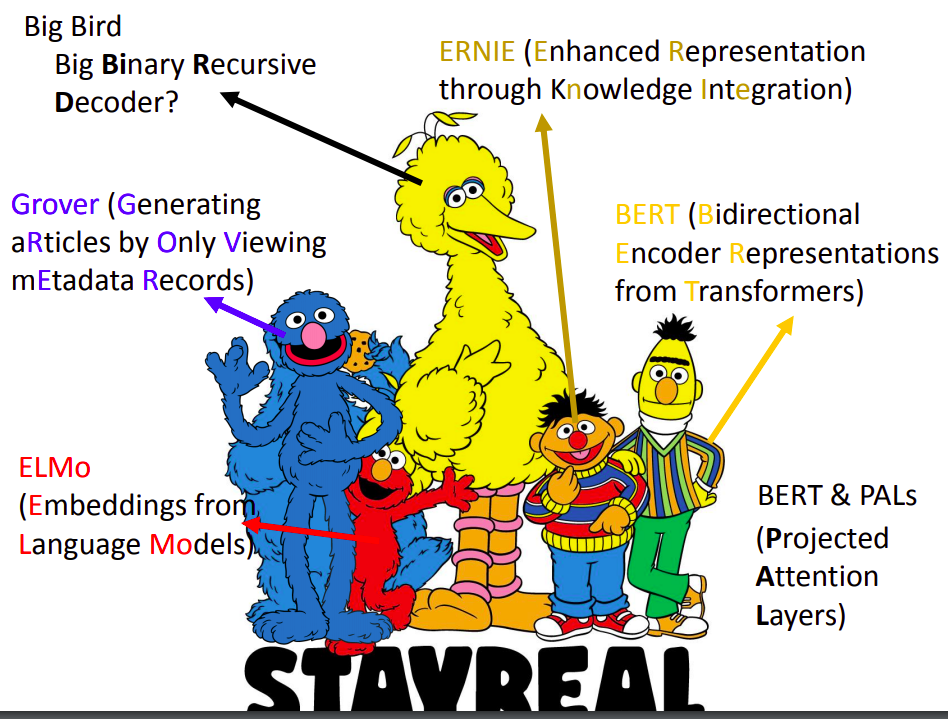 Big Bird
Big Binary Recursive
Decoder?
ERNIE (Enhanced Representation
through Knowledge Integration)
Grover (Generating
aRticles by Only Viewing
mEtadata Records)
BERT (Bidirectional
Encoder Representations
from Transformers)
ELMo
(Embeddings from
Language Models)
BERT & PALs
(Projected
Attention
Layers)
STAYREAL